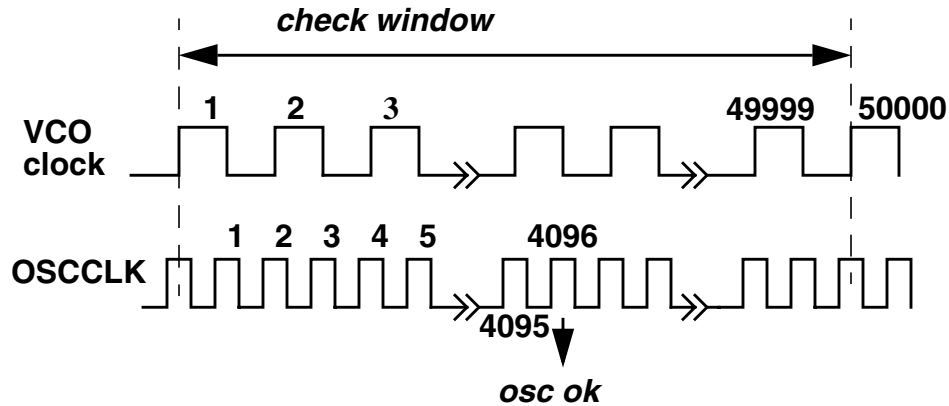 check window
1 2 3 49999 50000
VCO
clock
1 2 3 4 5 4096
OSCCLK
4095
osc ok